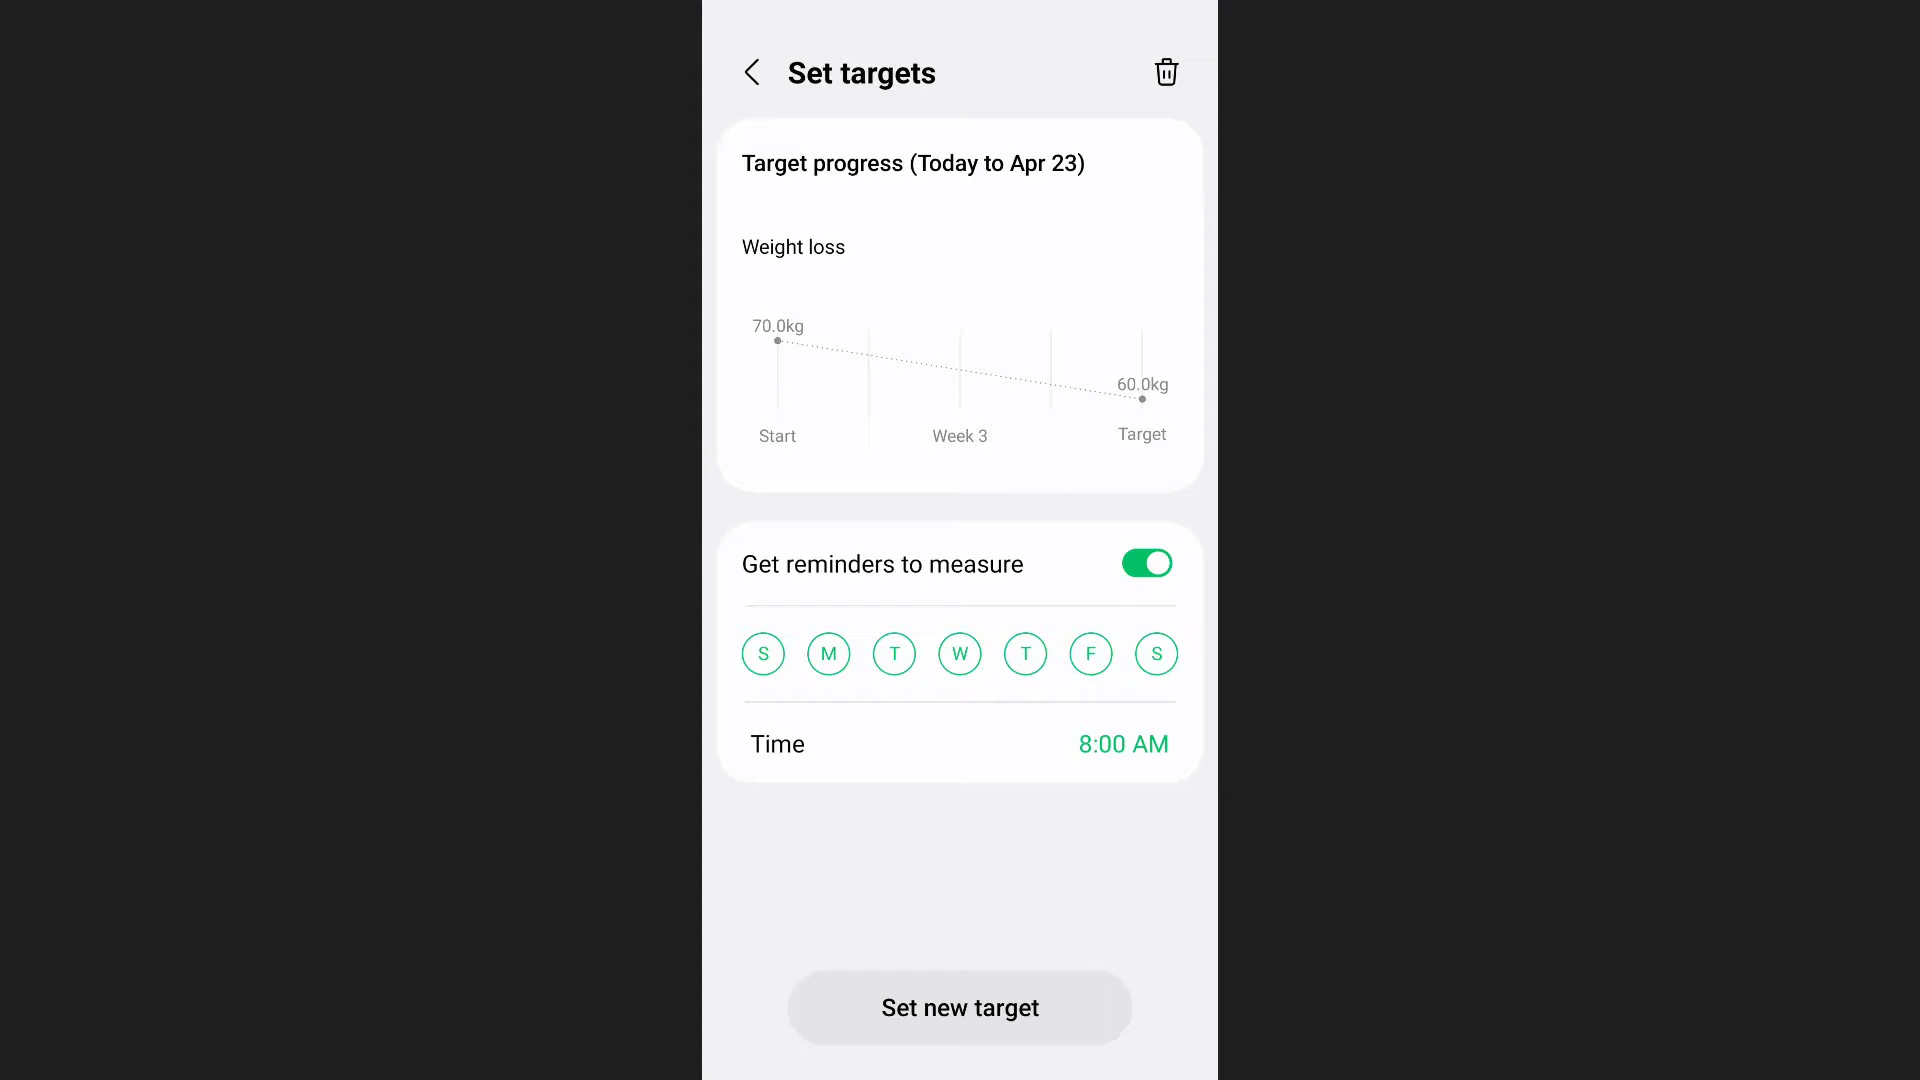 Set targets
Target progress (Today to Apr 23)
Weight loss
70.0kg
60.0kg
Start Week 3 Target
Get reminders to measure
S M T W T F S
Time 8:00 AM
Set new target